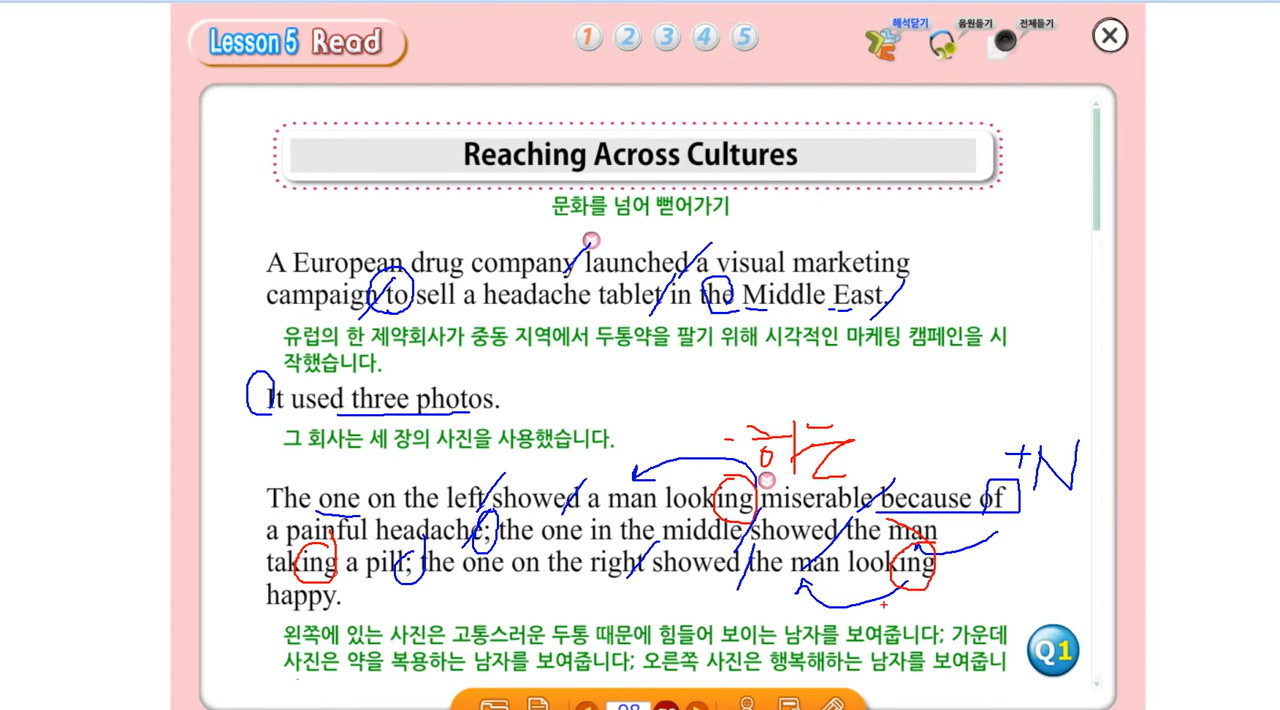 Lesson 5 Read
1 2 3 4 5
해석닫기 음원듣기 전체듣기
Reaching Across Cultures
문화를 넘어 뻗어가기
A European drug company launched a visual marketing
campaign to sell a headache tablet in the Middle East.
유럽의 한 제약회사가 중동 지역에서 두통약을 팔기 위해 시각적인 마케팅 캠페인을 시
작했습니다.
It used three photos.
그 회사는 세 장의 사진을 사용했습니다.
+N
The one on the left showed a man looking miserable because of
a painful headache; the one in the middle showed the man
taking a pill; the one on the right showed the man looking
happy.
왼쪽에 있는 사진은 고통스러운 두통 때문에 힘들어 보이는 남자를 보여줍니다; 가운데
사진은 약을 복용하는 남자를 보여줍니다; 오른쪽 사진은 행복해하는 남자를 보여줍니
Q1
98